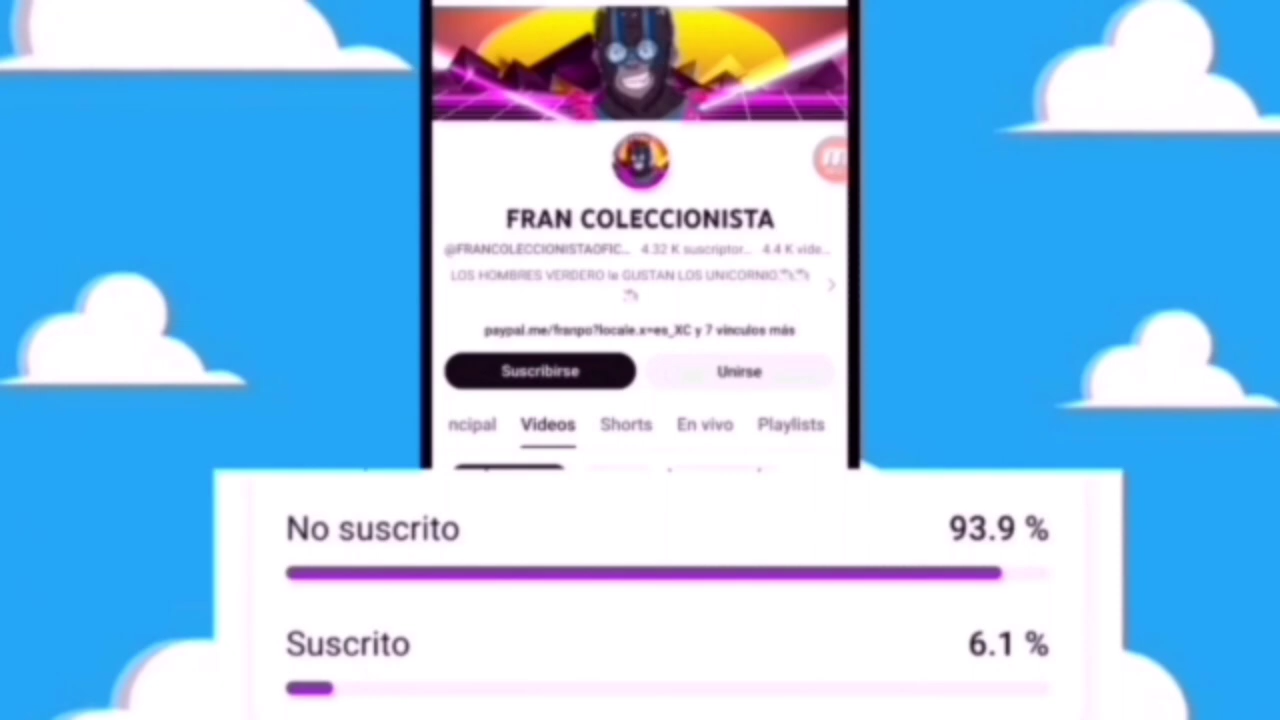 FRAN COLECCIONISTA
@FRANCOLECCIONISTAOFIC... 4.32 K suscriptor... 4.4 K vide...
LOS HOMBRES VERDERO le GUSTAN LOS UNICORNIO
paypal.me/franpo?locale.x=es_XC y 7 vínculos más
Suscribirse Unirse
ncipal Videos Shorts En vivo Playlists
No suscrito 93.9 %
Suscrito 6.1 %